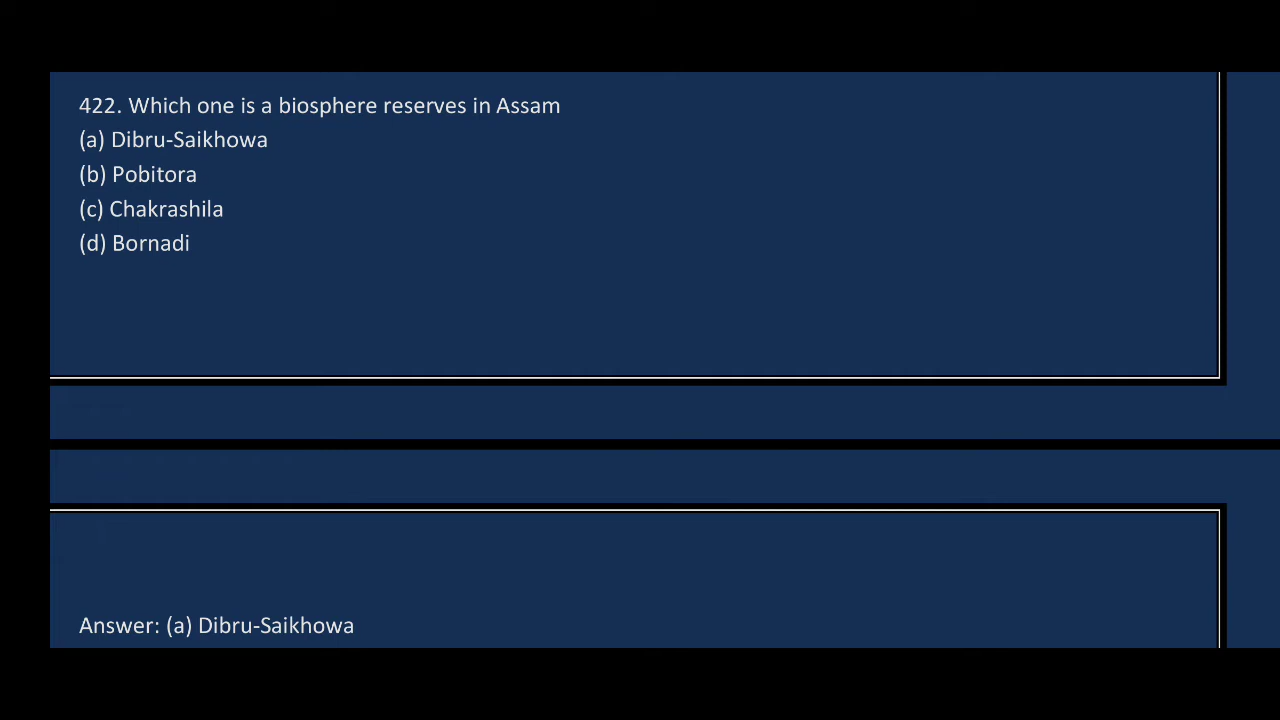 422. Which one is a biosphere reserves in Assam
(a) Dibru-Saikhowa
(b) Pobitora
(c) Chakrashila
(d) Bornadi
Answer: (a) Dibru-Saikhowa